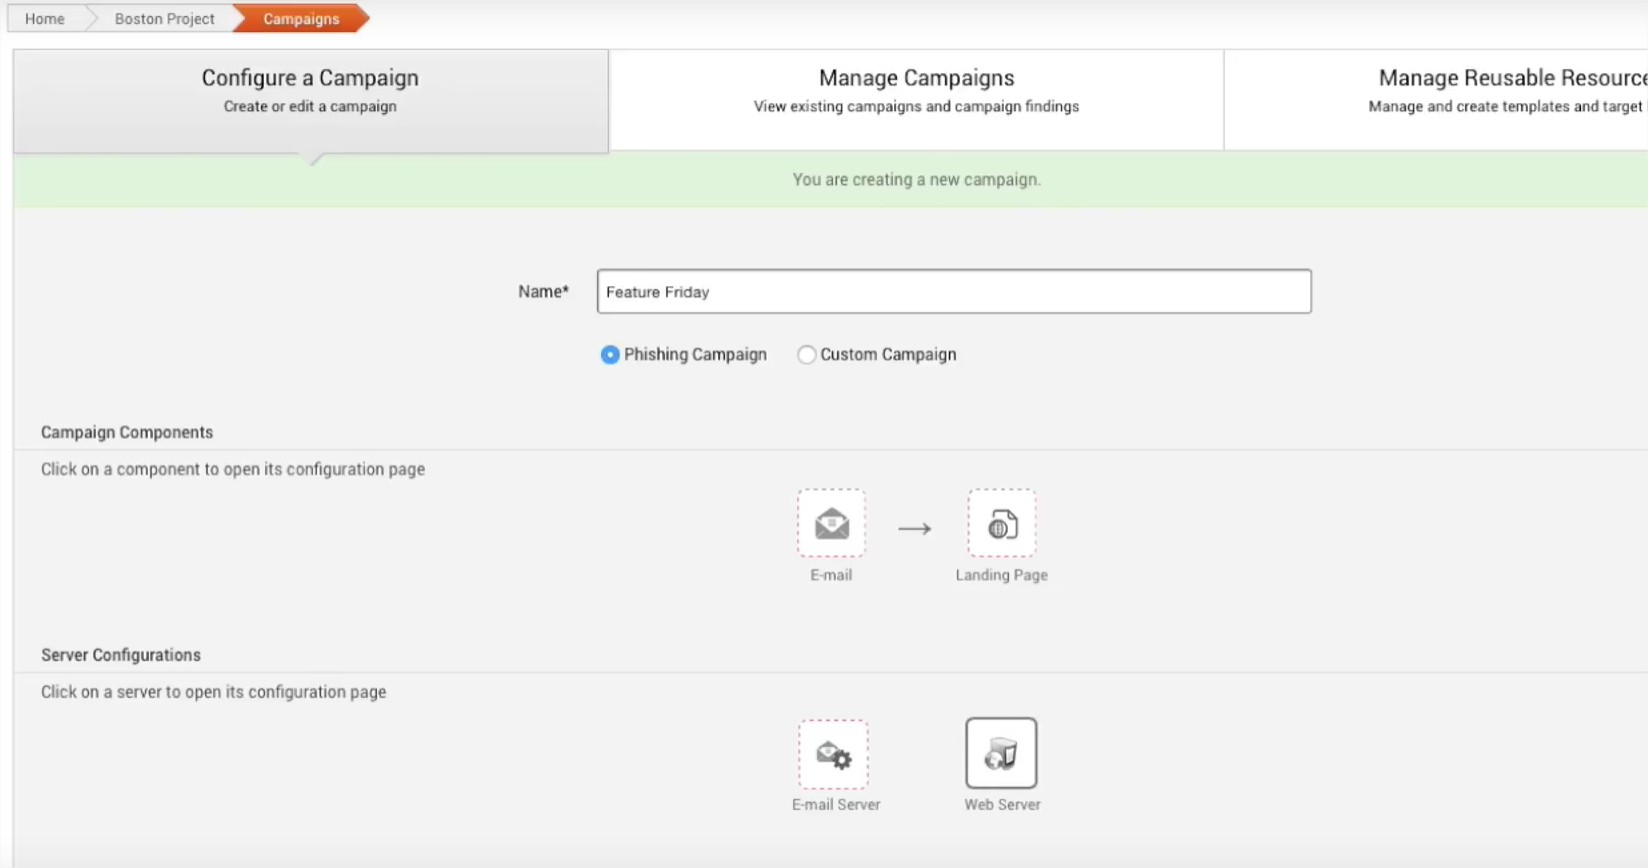 Home
Boston Project
Campaigns
Configure a Campaign
Create or edit a campaign
Manage Campaigns
View existing campaigns and campaign findings
Manage Reusable Resource
Manage and create templates and target
You are creating a new campaign.
Name*
Feature Friday
Phishing Campaign
Custom Campaign
Campaign Components
Click on a component to open its configuration page
E-mail
Landing Page
Server Configurations
Click on a server to open its configuration page
E-mail Server
Web Server